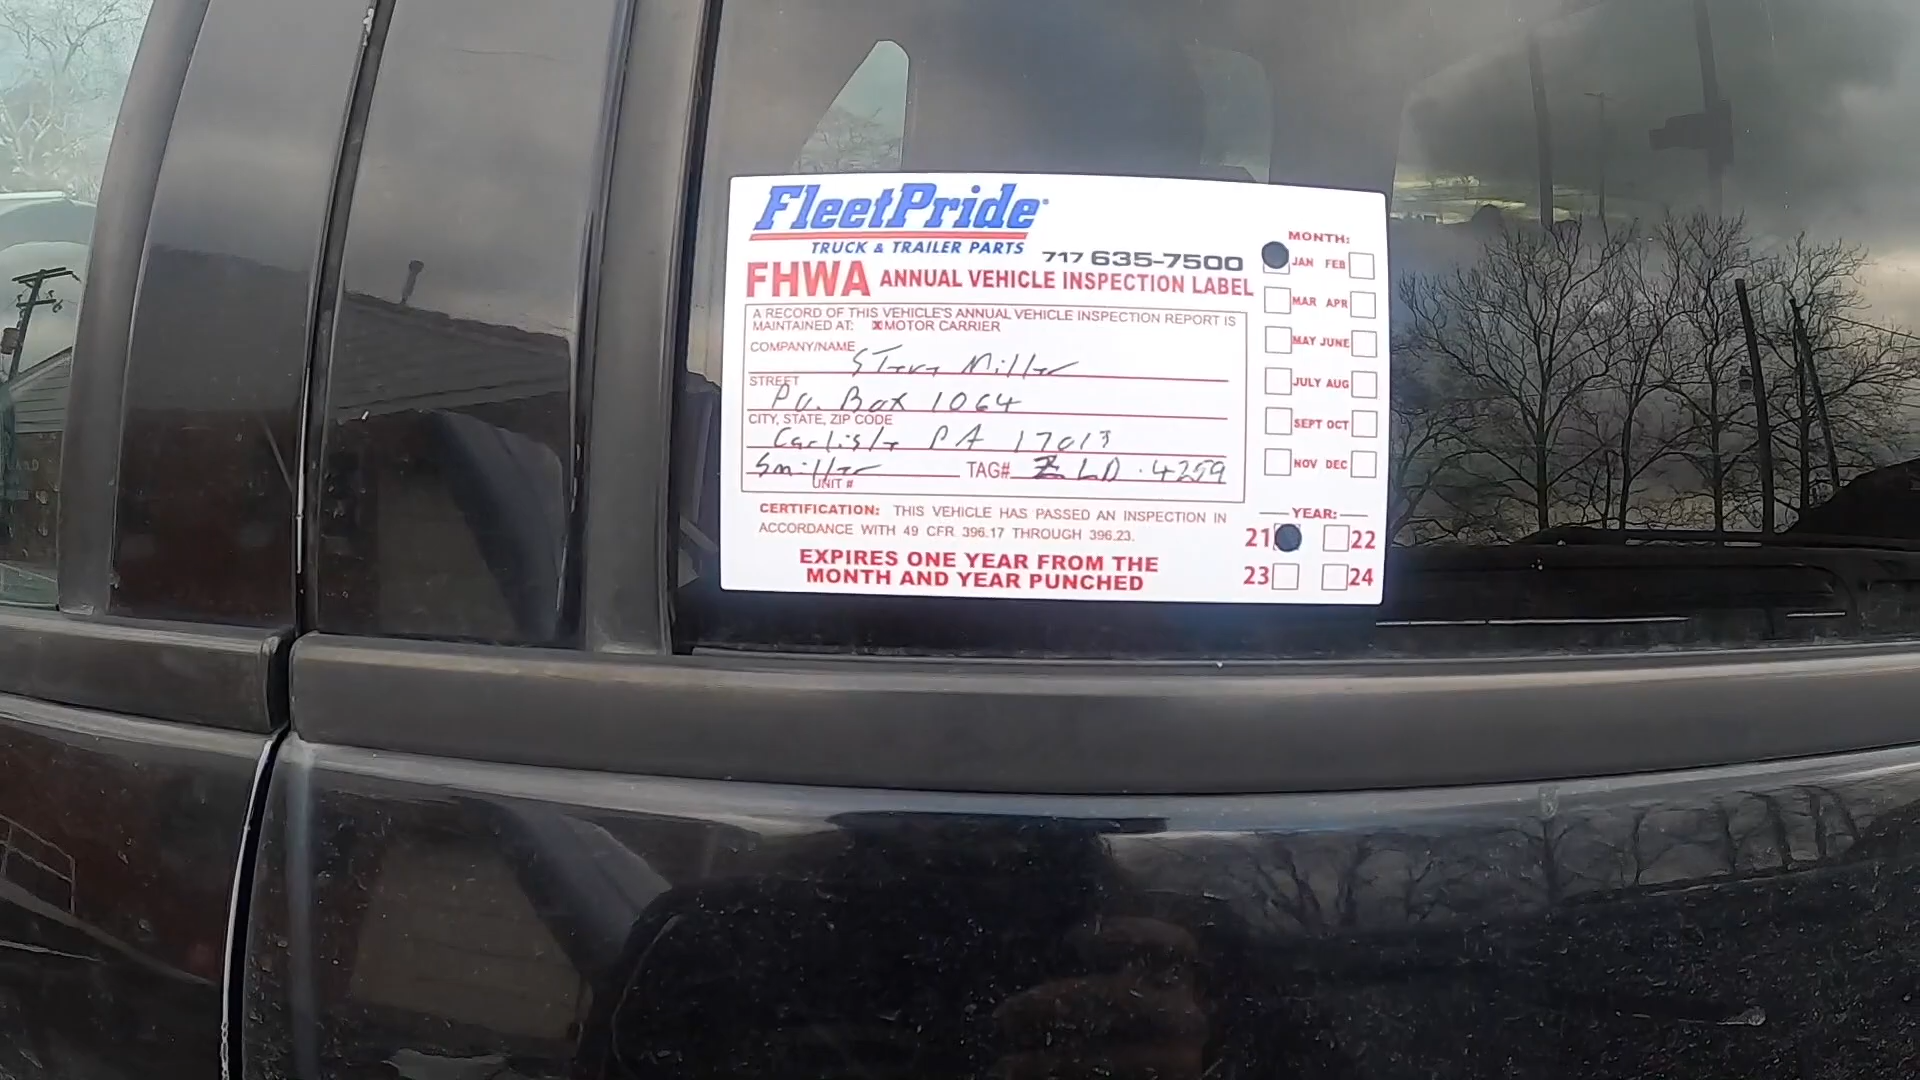 FleetPride
TRUCK & TRAILER PARTS
717 635-7500
FHWA ANNUAL VEHICLE INSPECTION LABEL
A RECORD OF THIS VEHICLE'S ANNUAL VEHICLE INSPECTION REPORT IS
MAINTAINED AT: X MOTOR CARRIER
COMPANY/NAME Steve Miller
STREET
P.O. Box 1064
CITY, STATE, ZIP CODE
Carlisle PA 17013
Smiller TAG# ZLD-4259
UNIT #
CERTIFICATION: THIS VEHICLE HAS PASSED AN INSPECTION IN
ACCORDANCE WITH 49 CFR 396.17 THROUGH 396.23.
EXPIRES ONE YEAR FROM THE
MONTH AND YEAR PUNCHED
MONTH:
JAN FEB
MAR APR
MAY JUNE
JULY AUG
SEPT OCT
NOV DEC
YEAR:
21 22
23 24